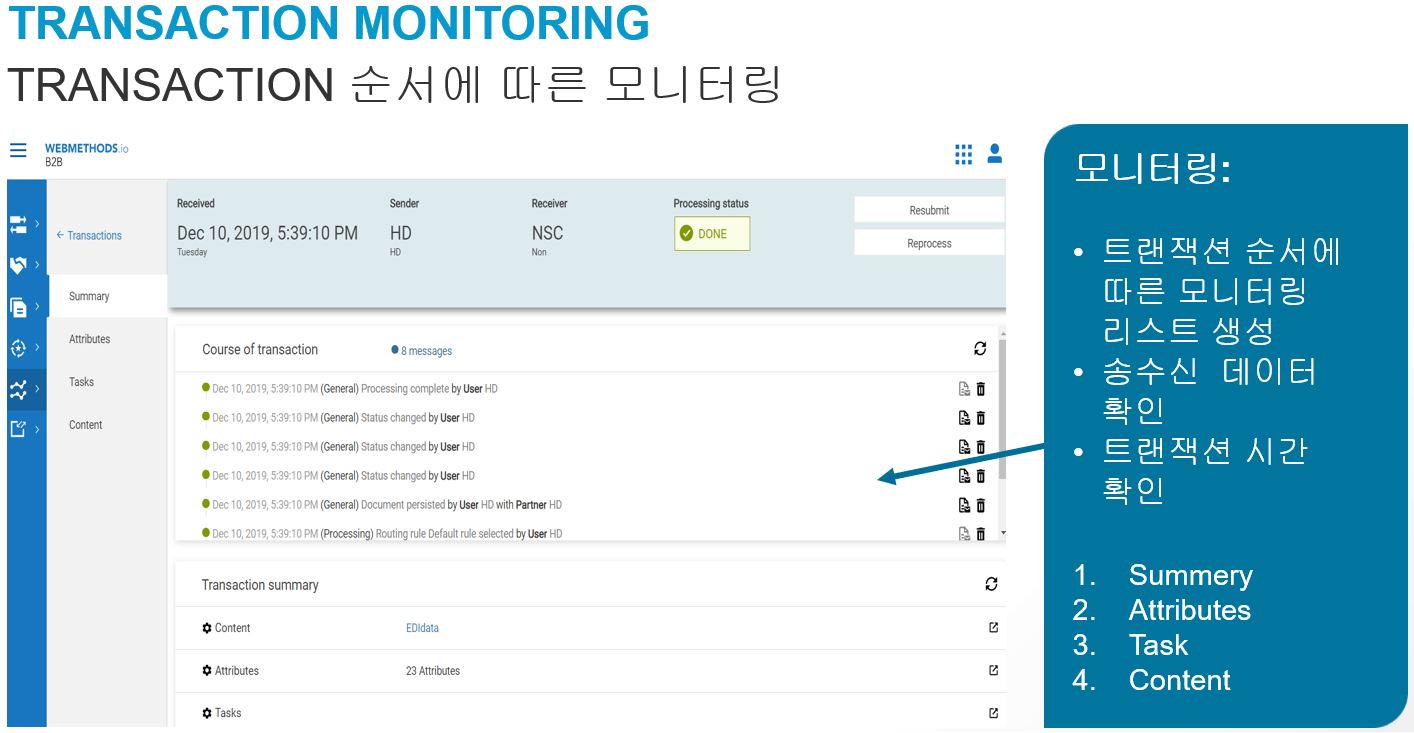 TRANSACTION MONITORING
TRANSACTION 순서에 따른 모니터링
WEBMETHODS.io
B2B
Received
Sender
Receiver
Processing status
Dec 10, 2019, 5:39:10 PM
HD
NSC
DONE
Tuesday
HD
Non
Resubmit
Reprocess
← Transactions
Summary
Attributes
Tasks
Content
Course of transaction
8 messages
Dec 10, 2019, 5:39:10 PM (General) Processing complete by User HD
Dec 10, 2019, 5:39:10 PM (General) Status changed by User HD
Dec 10, 2019, 5:39:10 PM (General) Status changed by User HD
Dec 10, 2019, 5:39:10 PM (General) Status changed by User HD
Dec 10, 2019, 5:39:10 PM (General) Document persisted by User HD with Partner HD
Dec 10, 2019, 5:39:10 PM (Processing) Routing rule Default rule selected by User HD
Transaction summary
Content
EDIdata
Attributes
23 Attributes
Tasks
모니터링:
• 트랜잭션 순서에
따른 모니터링
리스트 생성
• 송수신 데이터
확인
• 트랜잭션 시간
확인
1. Summery
2. Attributes
3. Task
4. Content